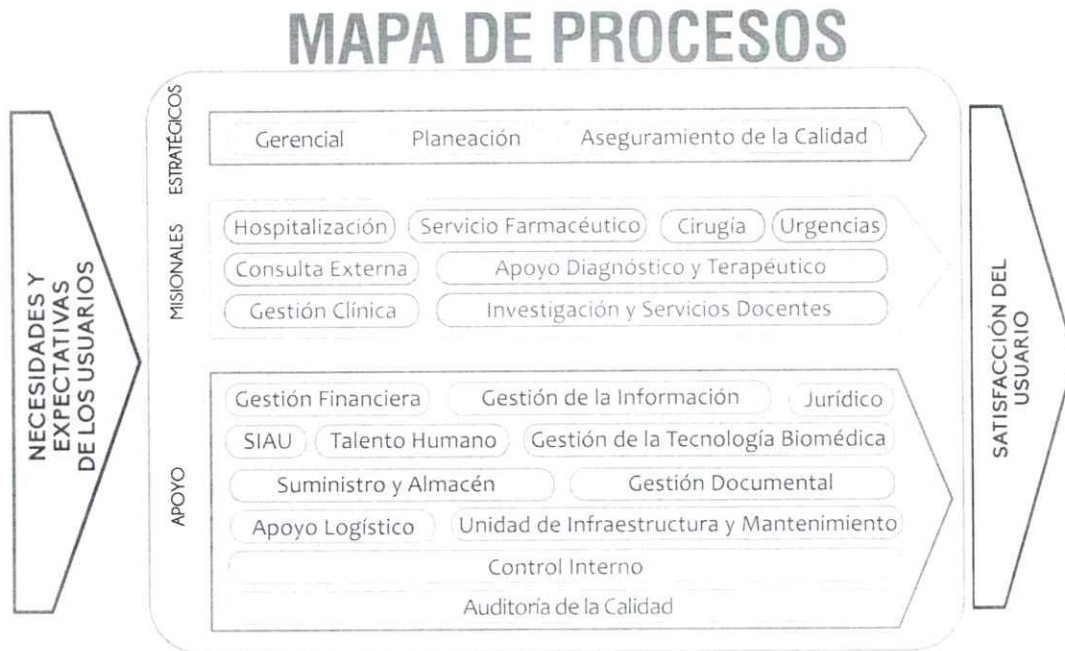 MAPA DE PROCESOS
NECESIDADES Y
EXPECTATIVAS
DE LOS USUARIOS
ESTRATÉGICOS
Gerencial Planeación Aseguramiento de la Calidad
MISIONALES
Hospitalización Servicio Farmacéutico Cirugía Urgencias
Consulta Externa Apoyo Diagnóstico y Terapéutico
Gestión Clínica Investigación y Servicios Docentes
APOYO
Gestión Financiera Gestión de la Información Jurídico
SIAU Talento Humano Gestión de la Tecnología Biomédica
Suministro y Almacén Gestión Documental
Apoyo Logístico Unidad de Infraestructura y Mantenimiento
Control Interno
Auditoría de la Calidad
SATISFACCIÓN DEL
USUARIO